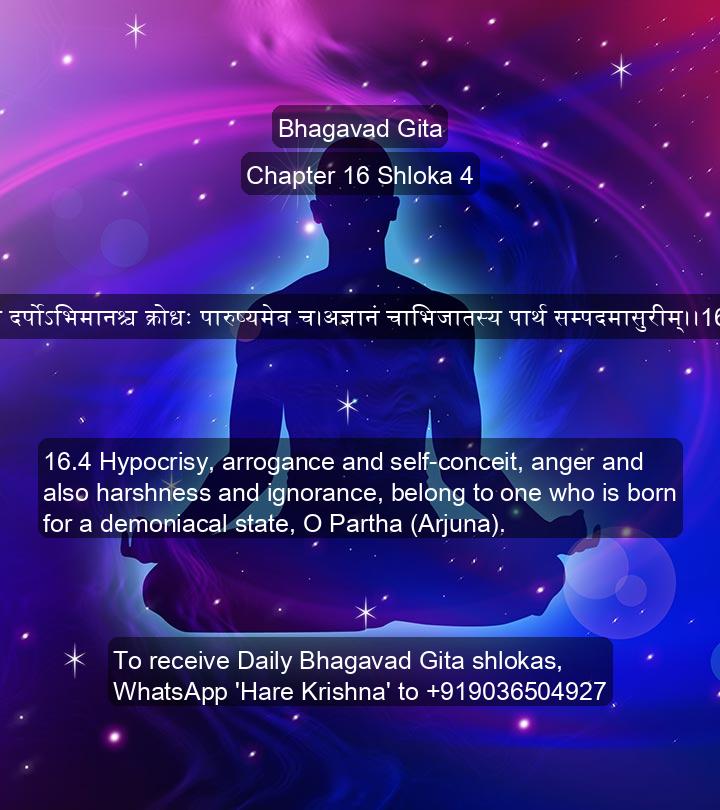 Bhagavad Gita
Chapter 16 Shloka 4
दर्पोऽभिमानश्च क्रोधः पारुष्यमेव च।अज्ञानं चाभिजातस्य पार्थ सम्पदमासुरीम्।।16
16.4 Hypocrisy, arrogance and self-conceit, anger and
also harshness and ignorance, belong to one who is born
for a demoniacal state, O Partha (Arjuna).
To receive Daily Bhagavad Gita shlokas,
WhatsApp 'Hare Krishna' to +919036504927